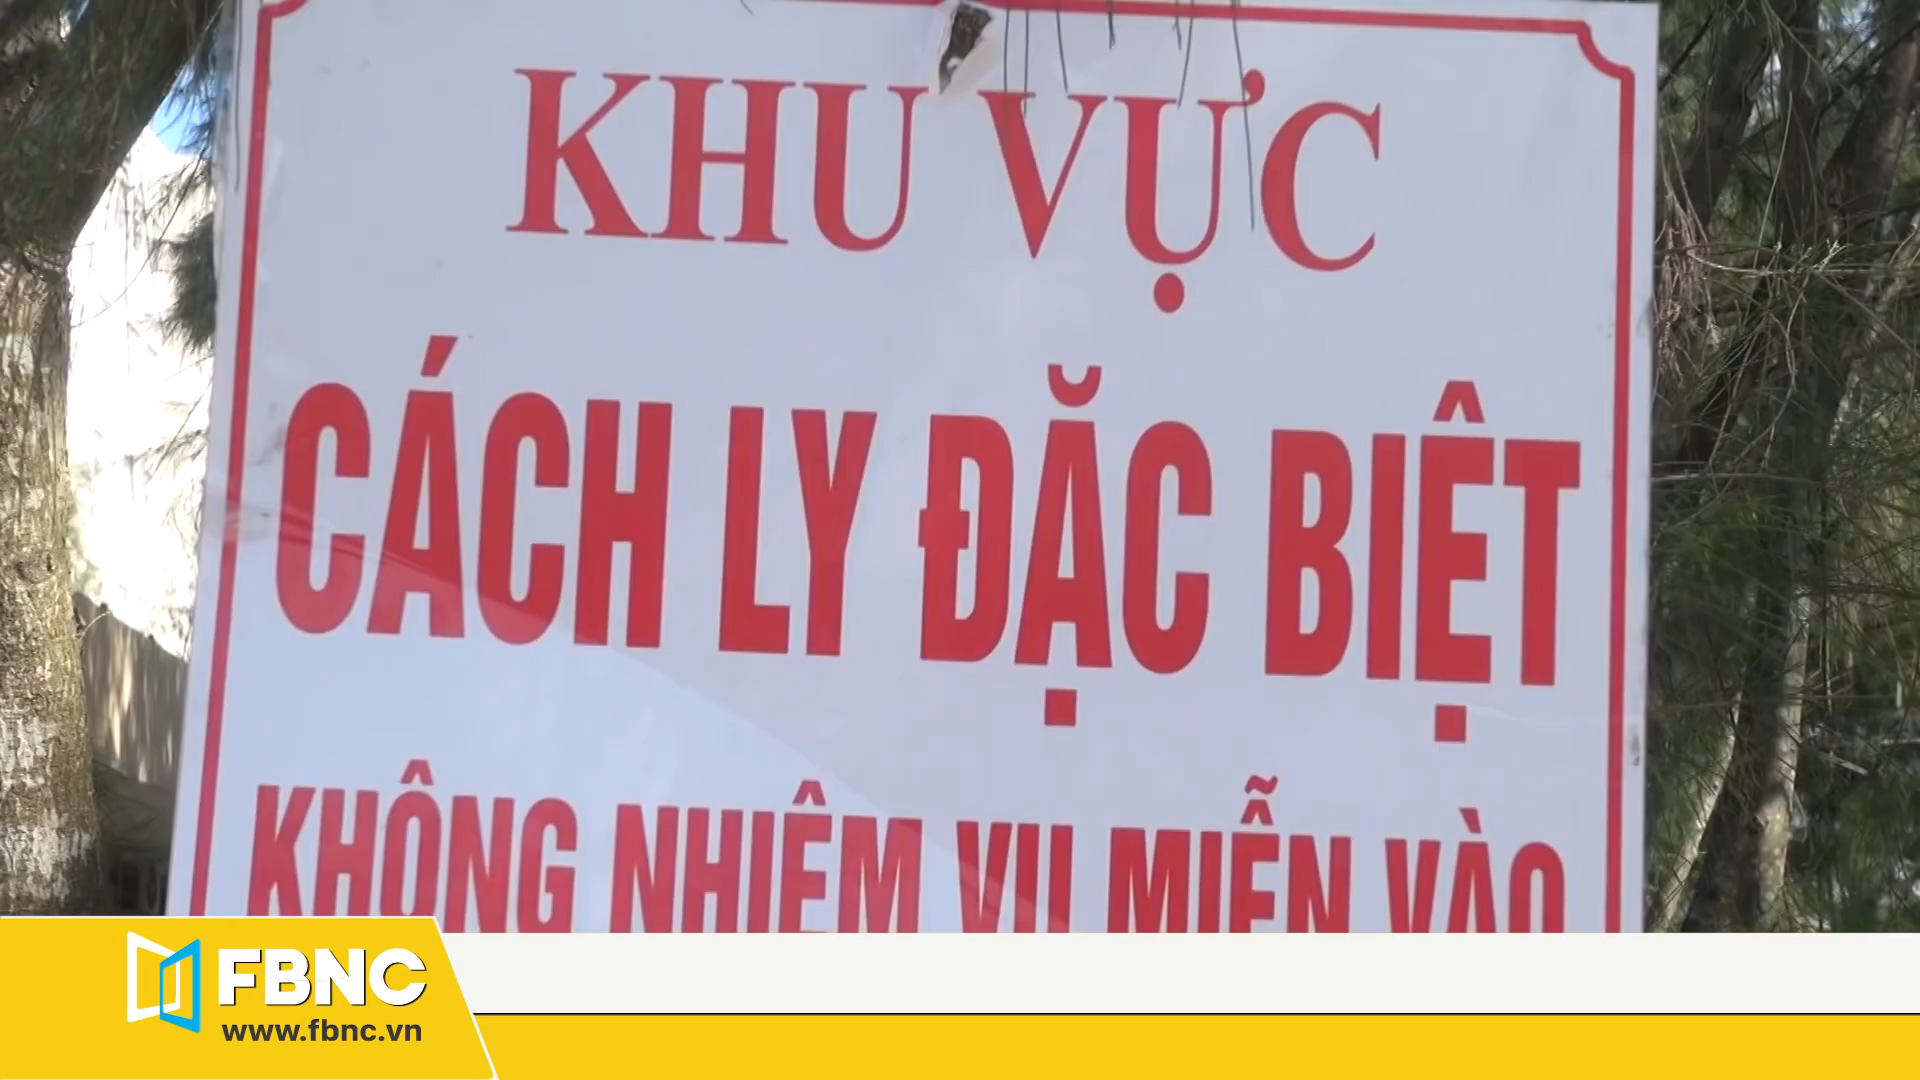 KHU VỰC
CÁCH LY ĐẶC BIỆT
KHÔNG NHIỆM VỤ MIỄN VÀO
FBNC
www.fbnc.vn